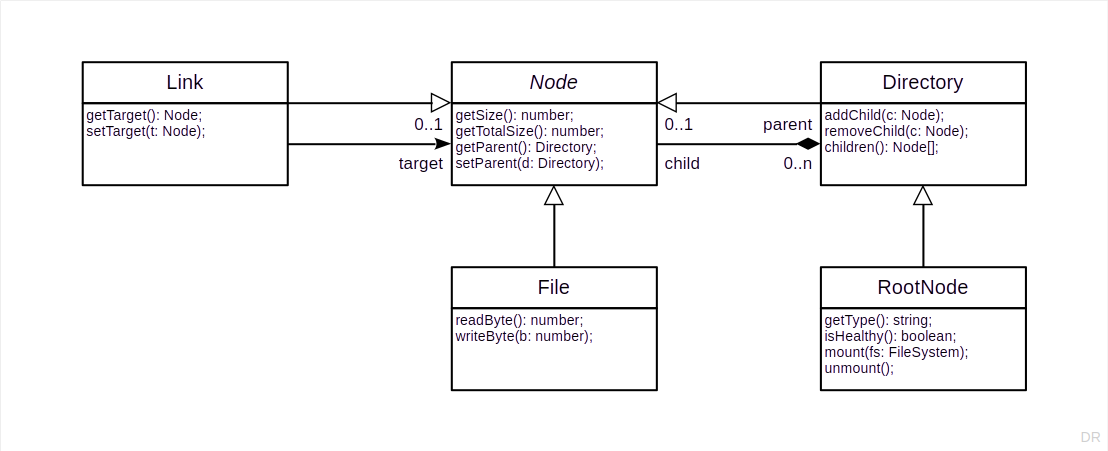 Link
getTarget(): Node;
setTarget(t: Node);
0..1
target
Node
getSize(): number;
getTotalSize(): number;
getParent(): Directory;
setParent(d: Directory);
0..1
parent
child
0..n
Directory
addChild(c: Node);
removeChild(c: Node);
children(): Node[];
File
readByte(): number;
writeByte(b: number);
RootNode
getType(): string;
isHealthy(): boolean;
mount(fs: FileSystem);
unmount();
DR